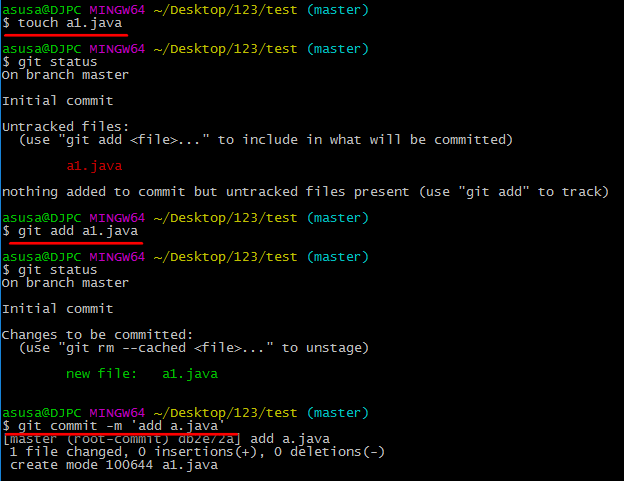 asusa@DJPC MINGW64 ~/Desktop/123/test (master)
$ touch a1.java
asusa@DJPC MINGW64 ~/Desktop/123/test (master)
$ git status
On branch master
Initial commit
Untracked files:
  (use "git add <file>..." to include in what will be committed)
        a1.java
nothing added to commit but untracked files present (use "git add" to track)
asusa@DJPC MINGW64 ~/Desktop/123/test (master)
$ git add a1.java
asusa@DJPC MINGW64 ~/Desktop/123/test (master)
$ git status
On branch master
Initial commit
Changes to be committed:
  (use "git rm --cached <file>..." to unstage)
        new file:   a1.java
asusa@DJPC MINGW64 ~/Desktop/123/test (master)
$ git commit -m 'add a.java'
[master (root-commit) db2e72a] add a.java
 1 file changed, 0 insertions(+), 0 deletions(-)
 create mode 100644 a1.java